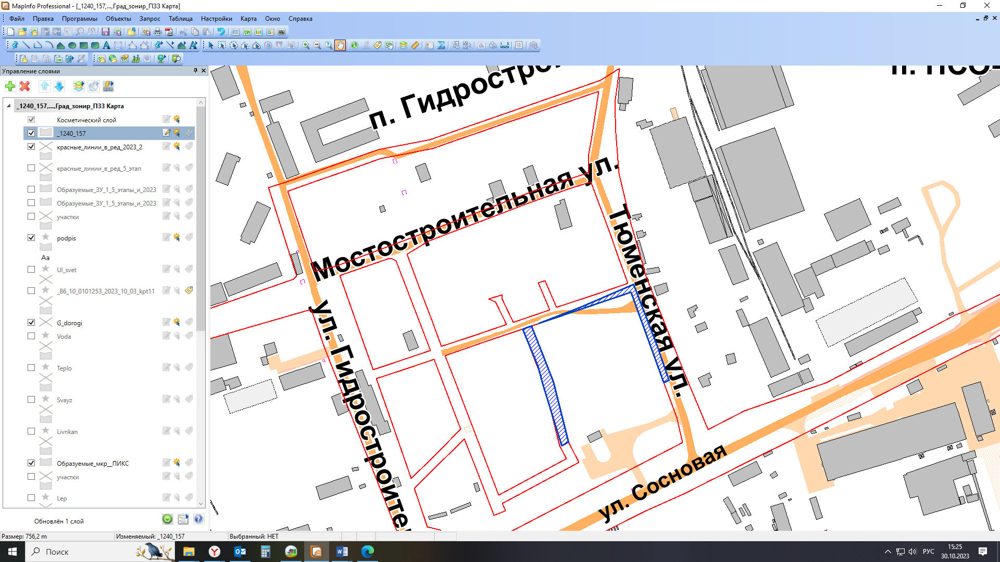 MapInfo Professional - [_1240_157,...,Град_зонир_ПЗЗ Карта]
Файл Правка Программы Объекты Запрос Таблица Настройки Карта Окно Справка
Управление слоями
_1240_157,...,Град_зонир_ПЗЗ Карта
Косметический слой
_1240_157
красные_линии_в_ред_2023_2
красные_линии_в_ред_5_этап
Образуемые_ЗУ_1_5_этапы_и_2023
Образуемые_ЗУ_1_5_этапы_и_2023
участки
podpis
Aa
Ul_svet
_86_10_0101253_2023_10_03_kpt11
G_dorogi
Voda
Teplo
Svayz
Livnkan
Образуемые_мкр__ПИКС
участки
Lep
Обновлён 1 слой
п. Гидростро
п. ПСО-
Мостостроительная ул.
Тюменская ул.
ул. Гидростроите
ул. Сосновая
Размер: 756,2 m Изменяемый: _1240_157 Выбранный: НЕТ
Поиск
РУС
15:25
30.10.2023